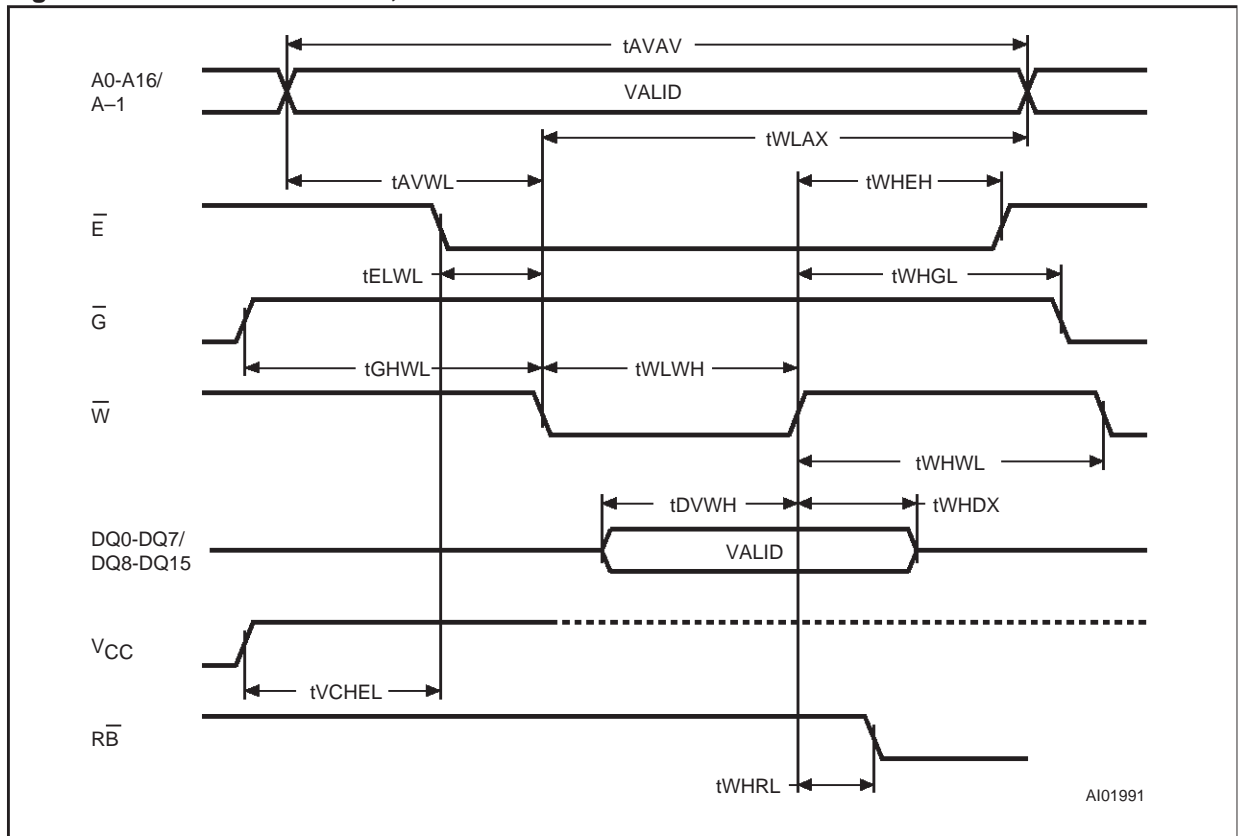 tAVAV
A0-A16/
A–1
VALID
tWLAX
tAVWL
tWHEH
E̅
tELWL
tWHGL
G̅
tGHWL
tWLWH
W̅
tWHWL
tDVWH
tWHDX
DQ0-DQ7/
DQ8-DQ15
VALID
VCC
tVCHEL
RB̅
tWHRL
AI01991